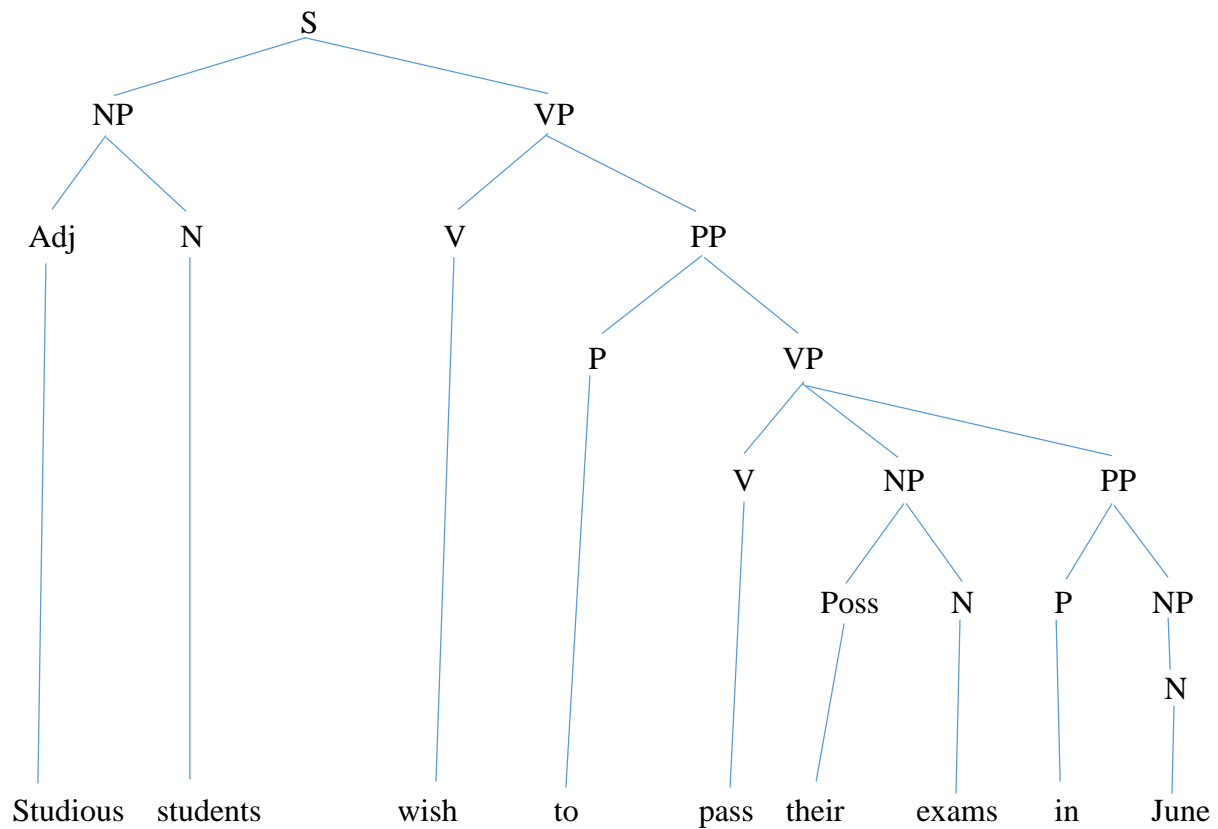 S
NP VP
Adj N V PP
P VP
V NP PP
Poss N P NP
N
Studious students wish to pass their exams in June